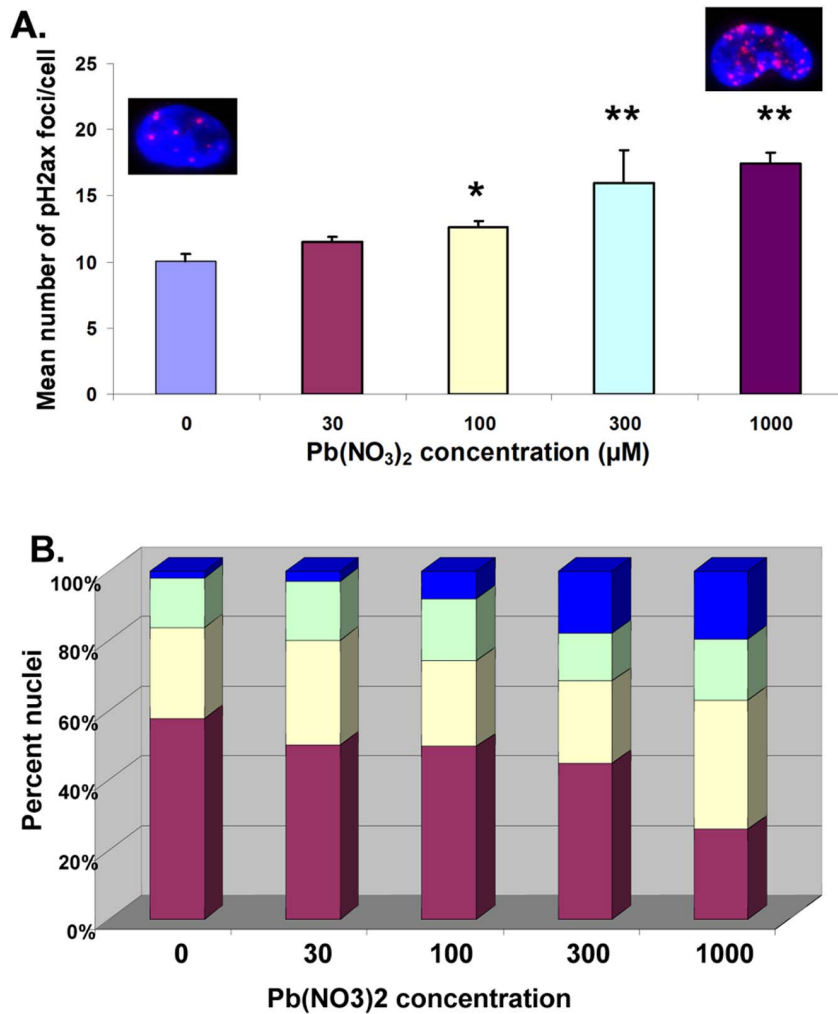 A.
Mean number of pH2ax foci/cell
25
20
15
10
5
0
*
**
**
0 30 100 300 1000
Pb(NO₃)₂ concentration (µM)
B.
Percent nuclei
100%
80%
60%
40%
20%
0%
0 30 100 300 1000
Pb(NO3)2 concentration